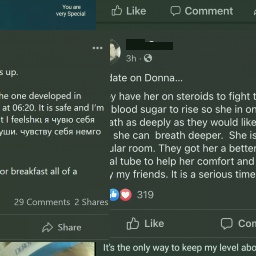 You are
very Special
s up.
he one developed in
at 06:20. It is safe and I'm
t I feelshкı я чувю себя
уши. чувству себя немго
or breakfast all of a
29 Comments 2 Shares
Share
Like
Comment
3h
date on Donna...
y have her on steroids to fight t
blood sugar to rise so she in on
ath as deeply as they would like
she can breath deeper. She is
ular room. They got her a better
al tube to help her comfort and
y my friends. It is a serious time
319
Like
Con
It's the only way to keep my level abo